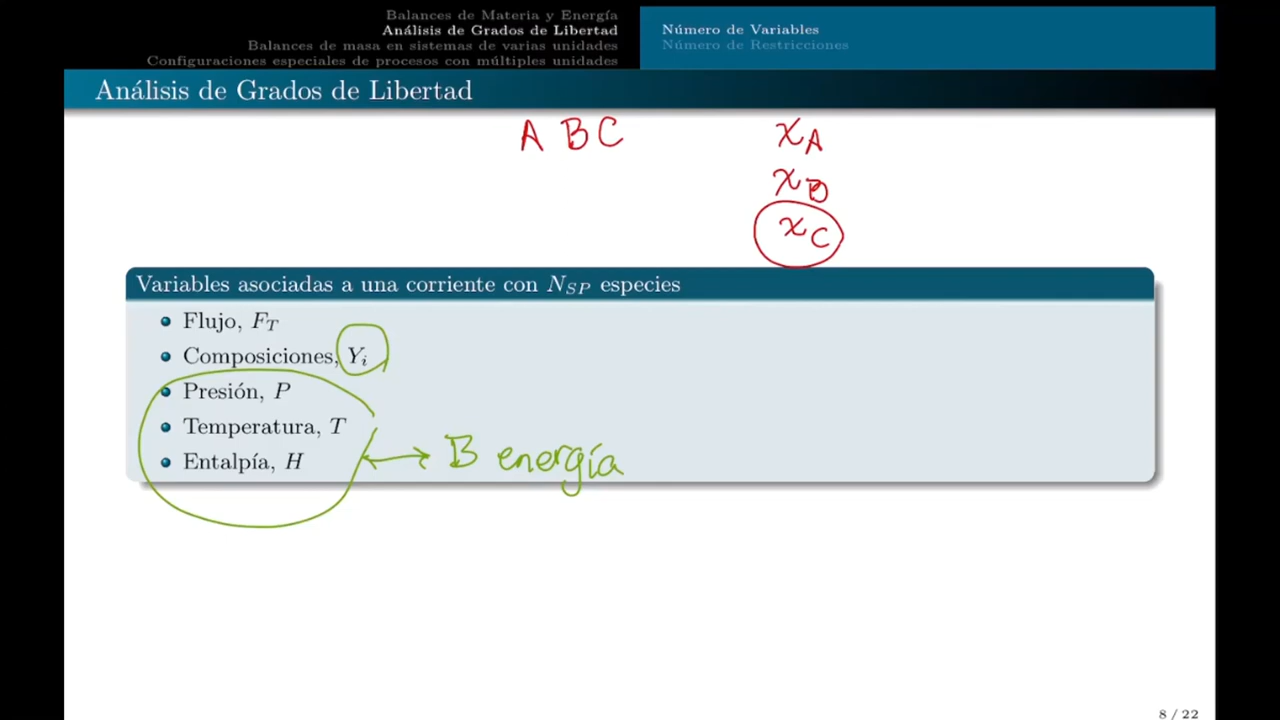 Balances de Materia y Energía
Análisis de Grados de Libertad
Balances de masa en sistemas de varias unidades
Configuraciones especiales de procesos con múltiples unidades
Número de Variables
Número de Restricciones
Análisis de Grados de Libertad
A B C
x_A
x_B
x_C
Variables asociadas a una corriente con N_{SP} especies
Flujo, F_T
Composiciones, Y_i
Presión, P
Temperatura, T
Entalpía, H
B energía
8 / 22